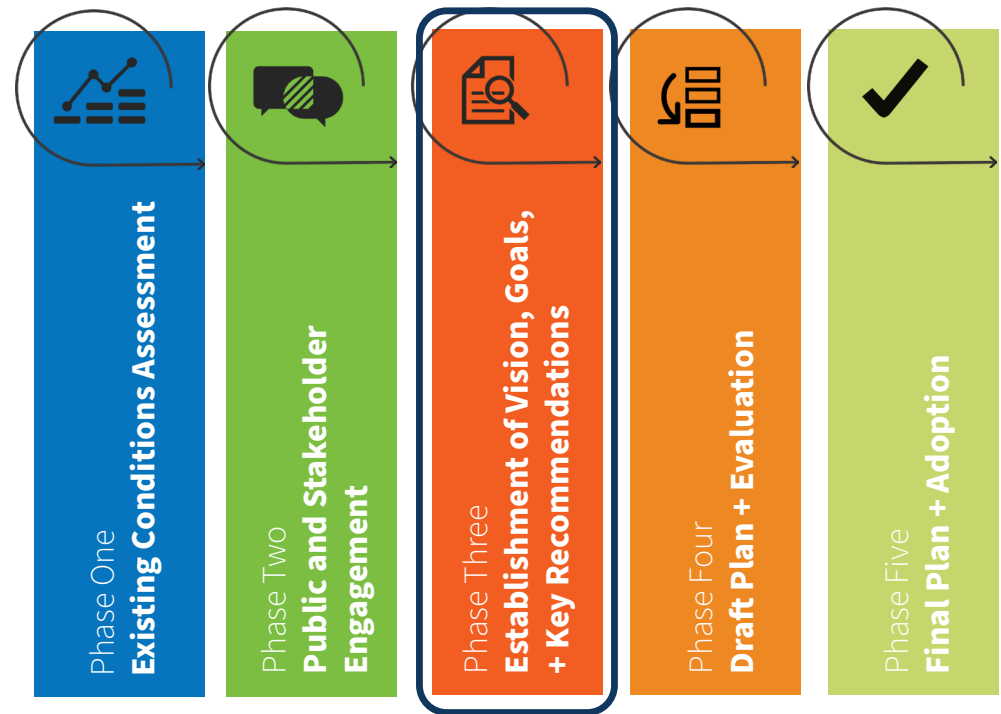 Phase One
Existing Conditions Assessment
Phase Two
Public and Stakeholder
Engagement
Phase Three
Establishment of Vision, Goals,
+ Key Recommendations
Phase Four
Draft Plan + Evaluation
Phase Five
Final Plan + Adoption